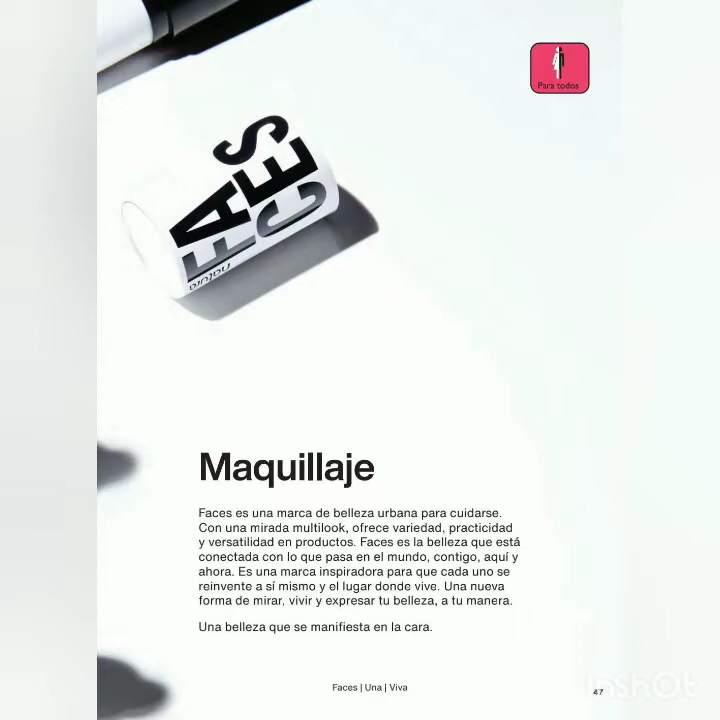 Para todos
FACES
natura
Maquillaje
Faces es una marca de belleza urbana para cuidarse.
Con una mirada multilook, ofrece variedad, practicidad
y versatilidad en productos. Faces es la belleza que está
conectada con lo que pasa en el mundo, contigo, aquí y
ahora. Es una marca inspiradora para que cada uno se
reinvente a sí mismo y el lugar donde vive. Una nueva
forma de mirar, vivir y expresar tu belleza, a tu manera.
Una belleza que se manifiesta en la cara.
Faces | Una | Viva
47
InShOt